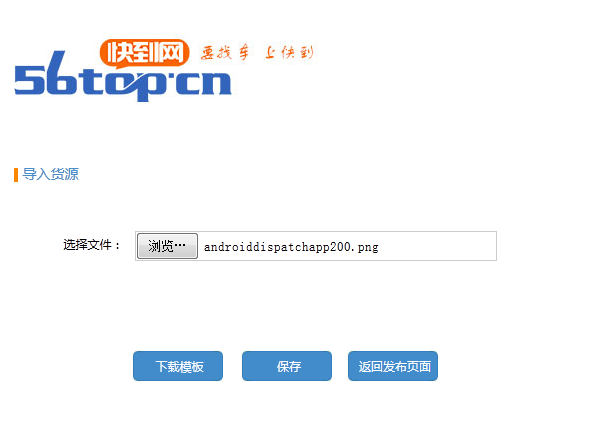 快到网 要找车 上快到
56top.cn
导入货源
选择文件： 浏览… androiddispatchapp200.png
下载模板 保存 返回发布页面